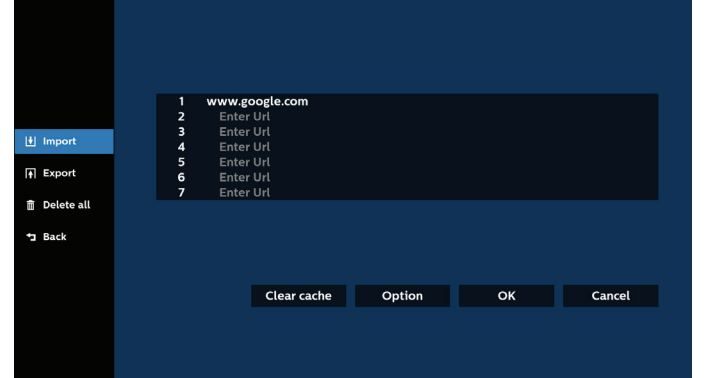 Import
Export
Delete all
Back
1 www.google.com
2 Enter Url
3 Enter Url
4 Enter Url
5 Enter Url
6 Enter Url
7 Enter Url
Clear cache Option OK Cancel